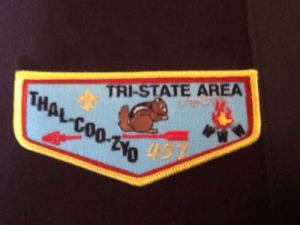 TRI-STATE AREA
THAL-COO-ZYO
457
WWW